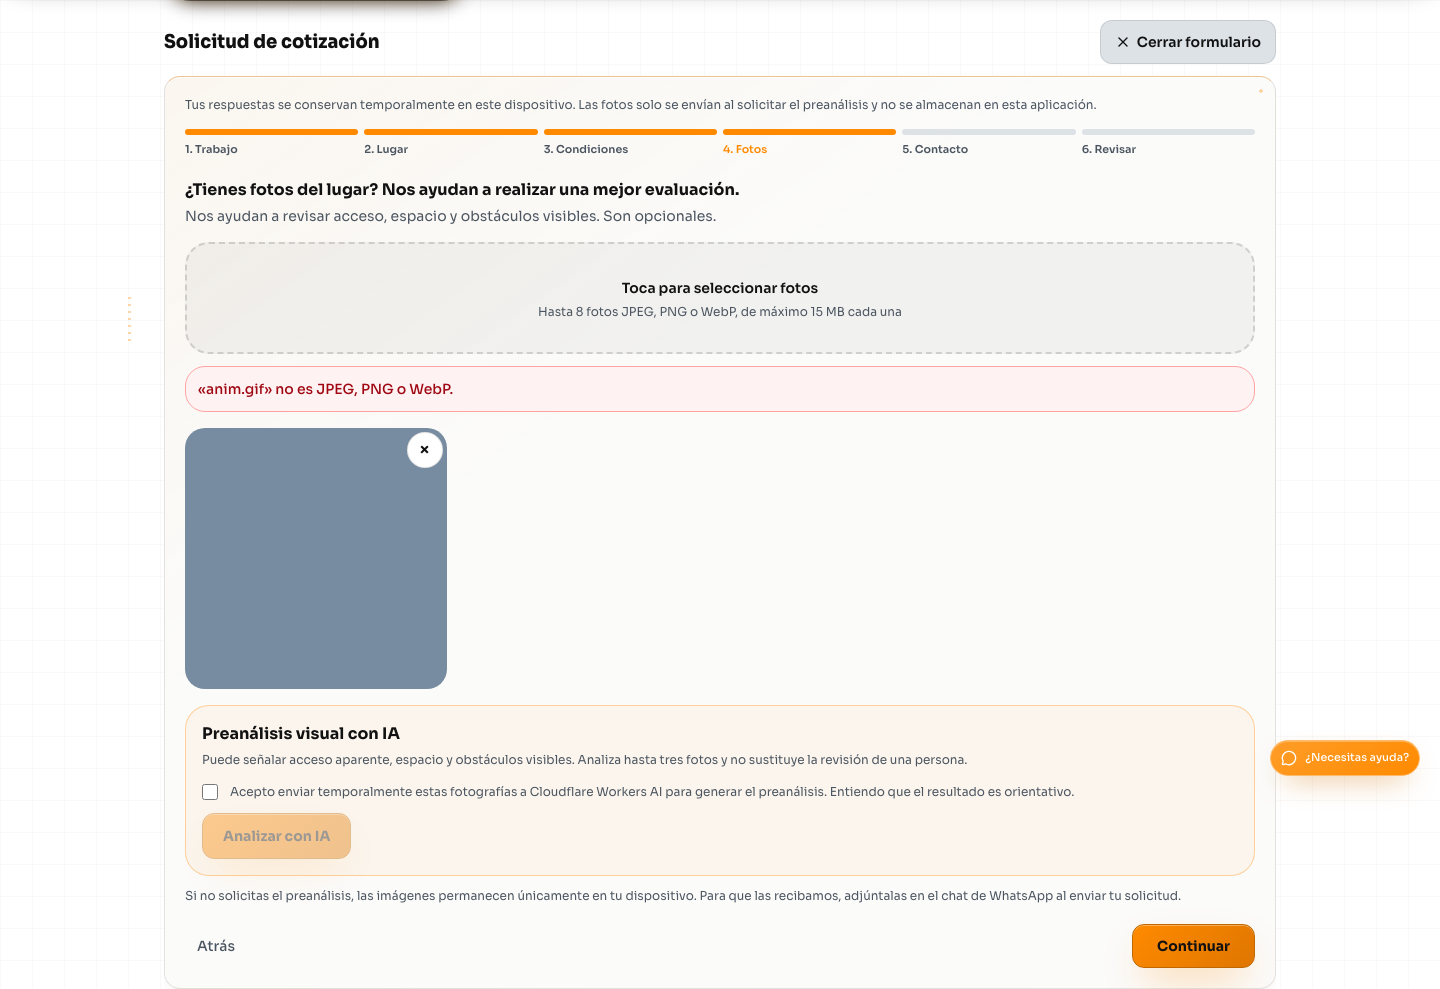 Solicitud de cotización
Cerrar formulario
Tus respuestas se conservan temporalmente en este dispositivo. Las fotos solo se envían al solicitar el preanálisis y no se almacenan en esta aplicación.
1. Trabajo
2. Lugar
3. Condiciones
4. Fotos
5. Contacto
6. Revisar
¿Tienes fotos del lugar? Nos ayudan a realizar una mejor evaluación.
Nos ayudan a revisar acceso, espacio y obstáculos visibles. Son opcionales.
Toca para seleccionar fotos
Hasta 8 fotos JPEG, PNG o WebP, de máximo 15 MB cada una
«anim.gif» no es JPEG, PNG o WebP.
Preanálisis visual con IA
Puede señalar acceso aparente, espacio y obstáculos visibles. Analiza hasta tres fotos y no sustituye la revisión de una persona.
Acepto enviar temporalmente estas fotografías a Cloudflare Workers AI para generar el preanálisis. Entiendo que el resultado es orientativo.
¿Necesitas ayuda?
Analizar con IA
Si no solicitas el preanálisis, las imágenes permanecen únicamente en tu dispositivo. Para que las recibamos, adjúntalas en el chat de WhatsApp al enviar tu solicitud.
Atrás
Continuar